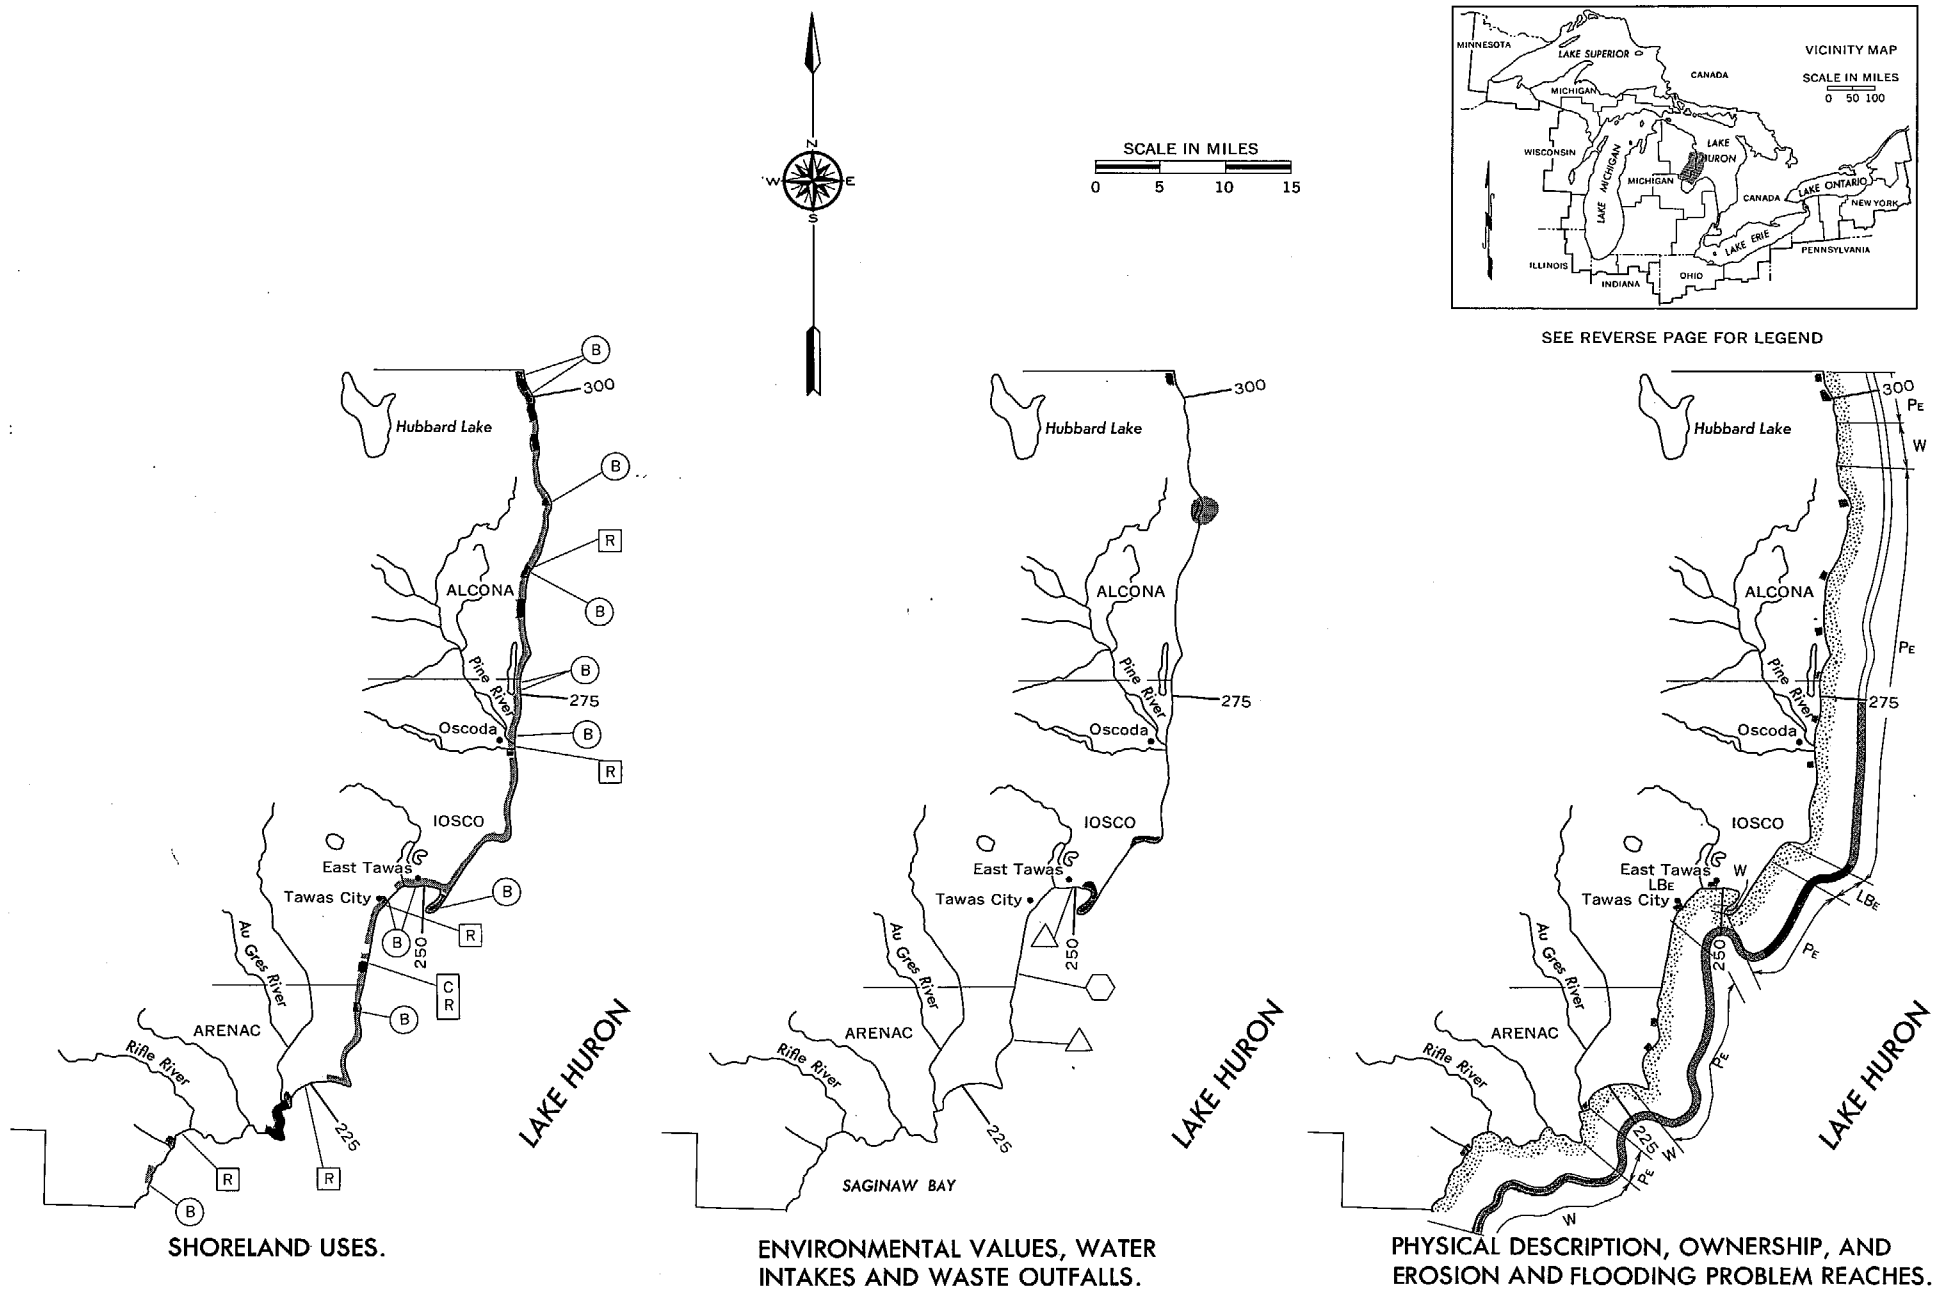 N
W
E
S
SCALE IN MILES
0 5 10 15
MINNESOTA
LAKE SUPERIOR
VICINITY MAP
SCALE IN MILES
0 50 100
CANADA
MICHIGAN
WISCONSIN
LAKE MICHIGAN
MICHIGAN
LAKE
HURON
CANADA
LAKE ONTARIO
NEW YORK
LAKE ERIE
PENNSYLVANIA
ILLINOIS
INDIANA
OHIO
SEE REVERSE PAGE FOR LEGEND
B
300
Hubbard Lake
B
R
ALCONA
B
Pine River
B
275
Oscoda
B
R
IOSCO
East Tawas
Tawas City
B
B
R
250
Au Gres River
C
R
B
ARENAC
Rifle River
225
R
R
B
LAKE HURON
SHORELAND USES.
300
Hubbard Lake
ALCONA
Pine River
275
Oscoda
IOSCO
East Tawas
Tawas City
250
Au Gres River
ARENAC
Rifle River
225
SAGINAW BAY
LAKE HURON
ENVIRONMENTAL VALUES, WATER
INTAKES AND WASTE OUTFALLS.
300
PE
Hubbard Lake
W
ALCONA
PE
Pine River
275
Oscoda
IOSCO
East Tawas
W
LBE
Tawas City
LBE
250
PE
Au Gres River
ARENAC
PE
Rifle River
225
W
PE
W
LAKE HURON
PHYSICAL DESCRIPTION, OWNERSHIP, AND
EROSION AND FLOODING PROBLEM REACHES.